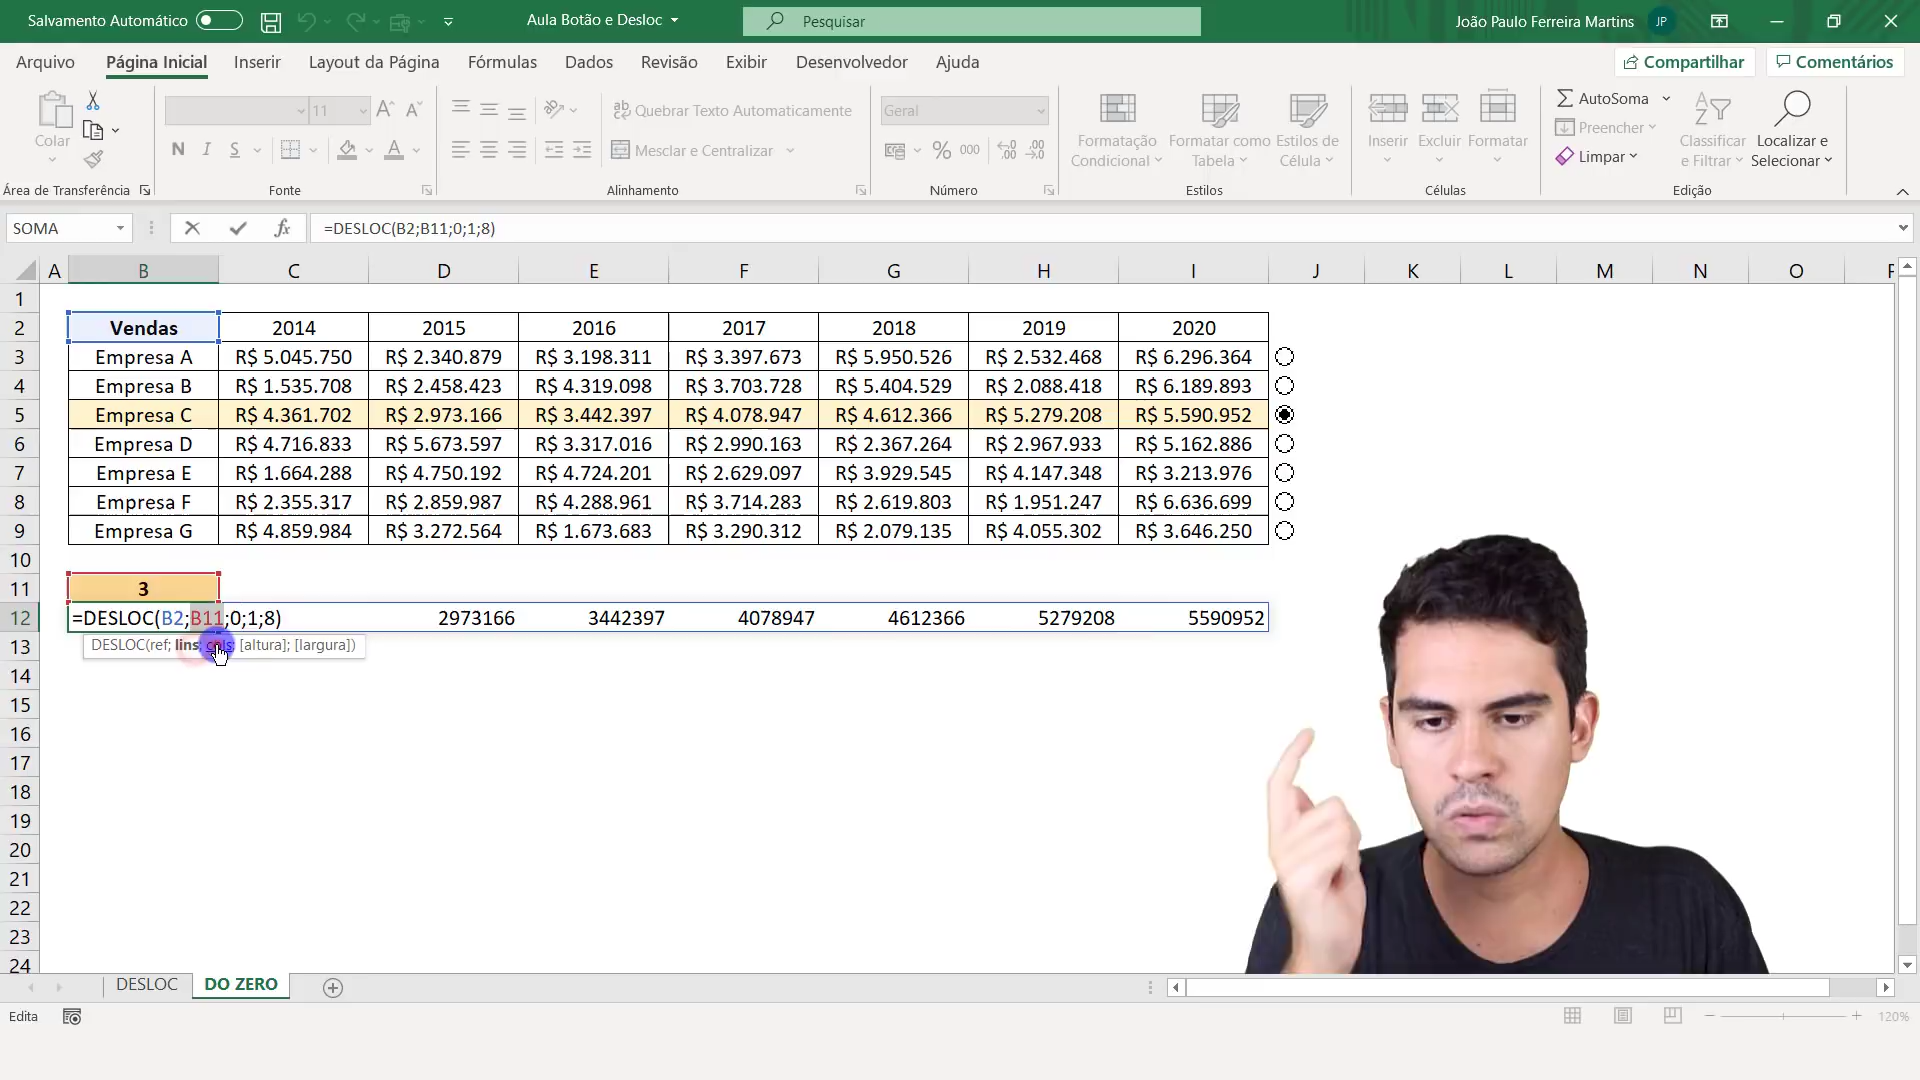 Salvamento Automático
Aula Botão e Desloc
Pesquisar
João Paulo Ferreira Martins JP
Arquivo Página Inicial Inserir Layout da Página Fórmulas Dados Revisão Exibir Desenvolvedor Ajuda
Compartilhar Comentários
Colar
11
N I S
Quebrar Texto Automaticamente
Mesclar e Centralizar
Geral
% 000
Formatação Condicional
Formatar como Tabela
Estilos de Célula
Inserir Excluir Formatar
AutoSoma
Preencher
Limpar
Classificar e Filtrar
Localizar e Selecionar
Área de Transferência Fonte Alinhamento Número Estilos Células Edição
SOMA fx =DESLOC(B2;B11;0;1;8)
A B C D E F G H I J K L M N O
1
2 Vendas 2014 2015 2016 2017 2018 2019 2020
3 Empresa A R$ 5.045.750 R$ 2.340.879 R$ 3.198.311 R$ 3.397.673 R$ 5.950.526 R$ 2.532.468 R$ 6.296.364
4 Empresa B R$ 1.535.708 R$ 2.458.423 R$ 4.319.098 R$ 3.703.728 R$ 5.404.529 R$ 2.088.418 R$ 6.189.893
5 Empresa C R$ 4.361.702 R$ 2.973.166 R$ 3.442.397 R$ 4.078.947 R$ 4.612.366 R$ 5.279.208 R$ 5.590.952
6 Empresa D R$ 4.716.833 R$ 5.673.597 R$ 3.317.016 R$ 2.990.163 R$ 2.367.264 R$ 2.967.933 R$ 5.162.886
7 Empresa E R$ 1.664.288 R$ 4.750.192 R$ 4.724.201 R$ 2.629.097 R$ 3.929.545 R$ 4.147.348 R$ 3.213.976
8 Empresa F R$ 2.355.317 R$ 2.859.987 R$ 4.288.961 R$ 3.714.283 R$ 2.619.803 R$ 1.951.247 R$ 6.636.699
9 Empresa G R$ 4.859.984 R$ 3.272.564 R$ 1.673.683 R$ 3.290.312 R$ 2.079.135 R$ 4.055.302 R$ 3.646.250
10
11 3
12 =DESLOC(B2;B11;0;1;8) 2973166 3442397 4078947 4612366 5279208 5590952
13 DESLOC(ref; lins; cols; [altura]; [largura])
14
15
16
17
18
19
20
21
22
23
24
DESLOC DO ZERO
Edita
120%